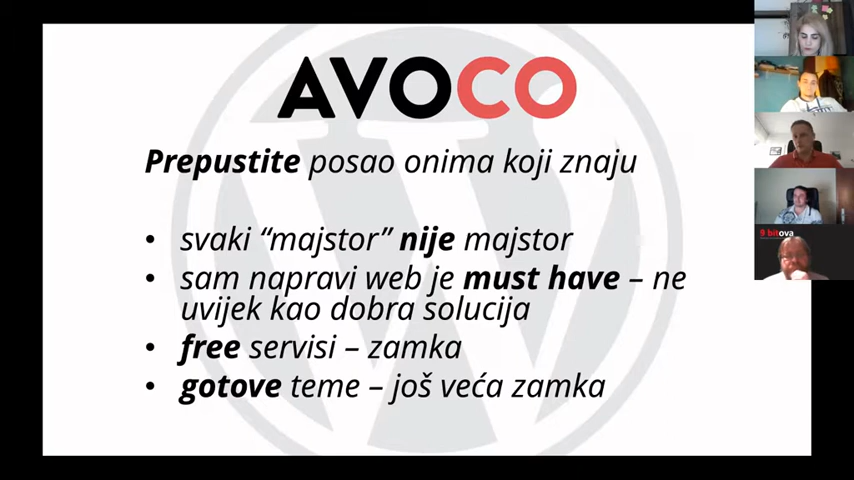 AVOCO
Prepustite posao onima koji znaju
• svaki “majstor” nije majstor
• sam napravi web je must have – ne
uvijek kao dobra solucija
• free servisi – zamka
• gotove teme – još veća zamka
9 bitova